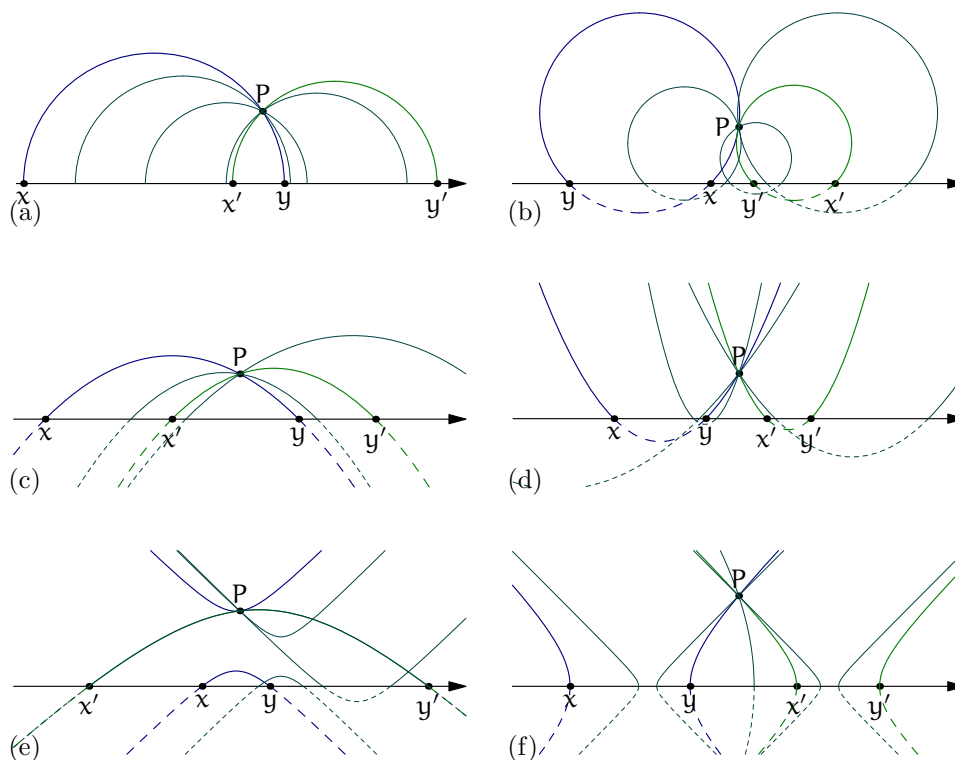 P
x x′ y y′
(a)
P
y x y′ x′
(b)
P
x x′ y y′
(c)
P
x y x′ y′
(d)
P
x′ x y y′
(e)
P
x y x′ y′
(f)